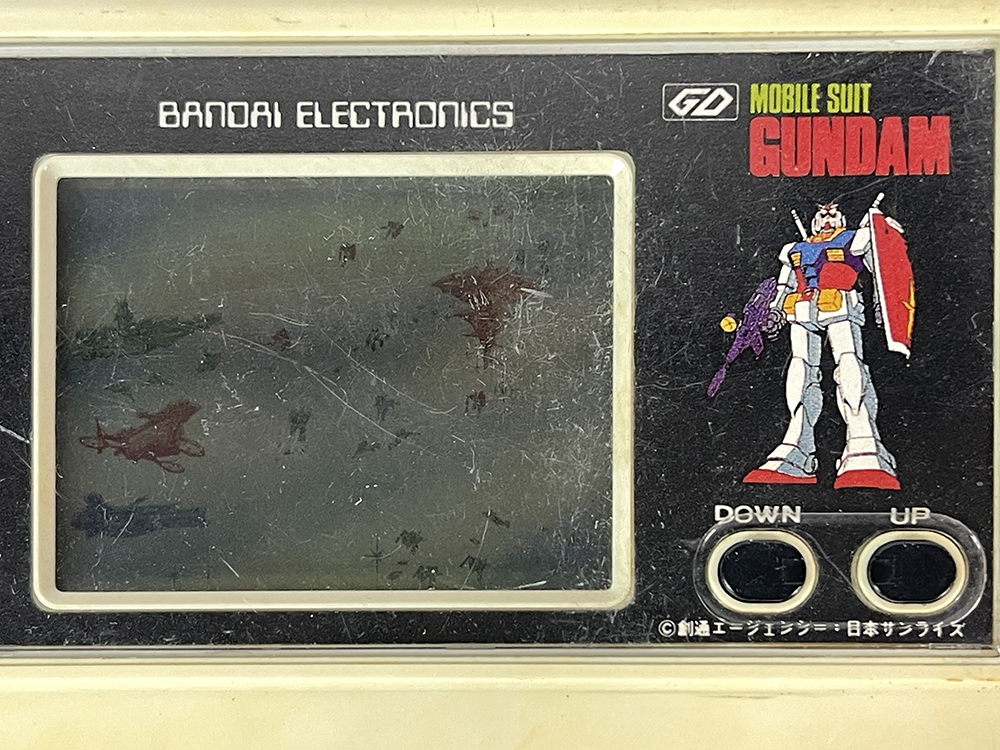 BANDAI ELECTRONICS
GD
MOBILE SUIT
GUNDAM
DOWN
UP
©創通エージェンシー:日本サンライズ